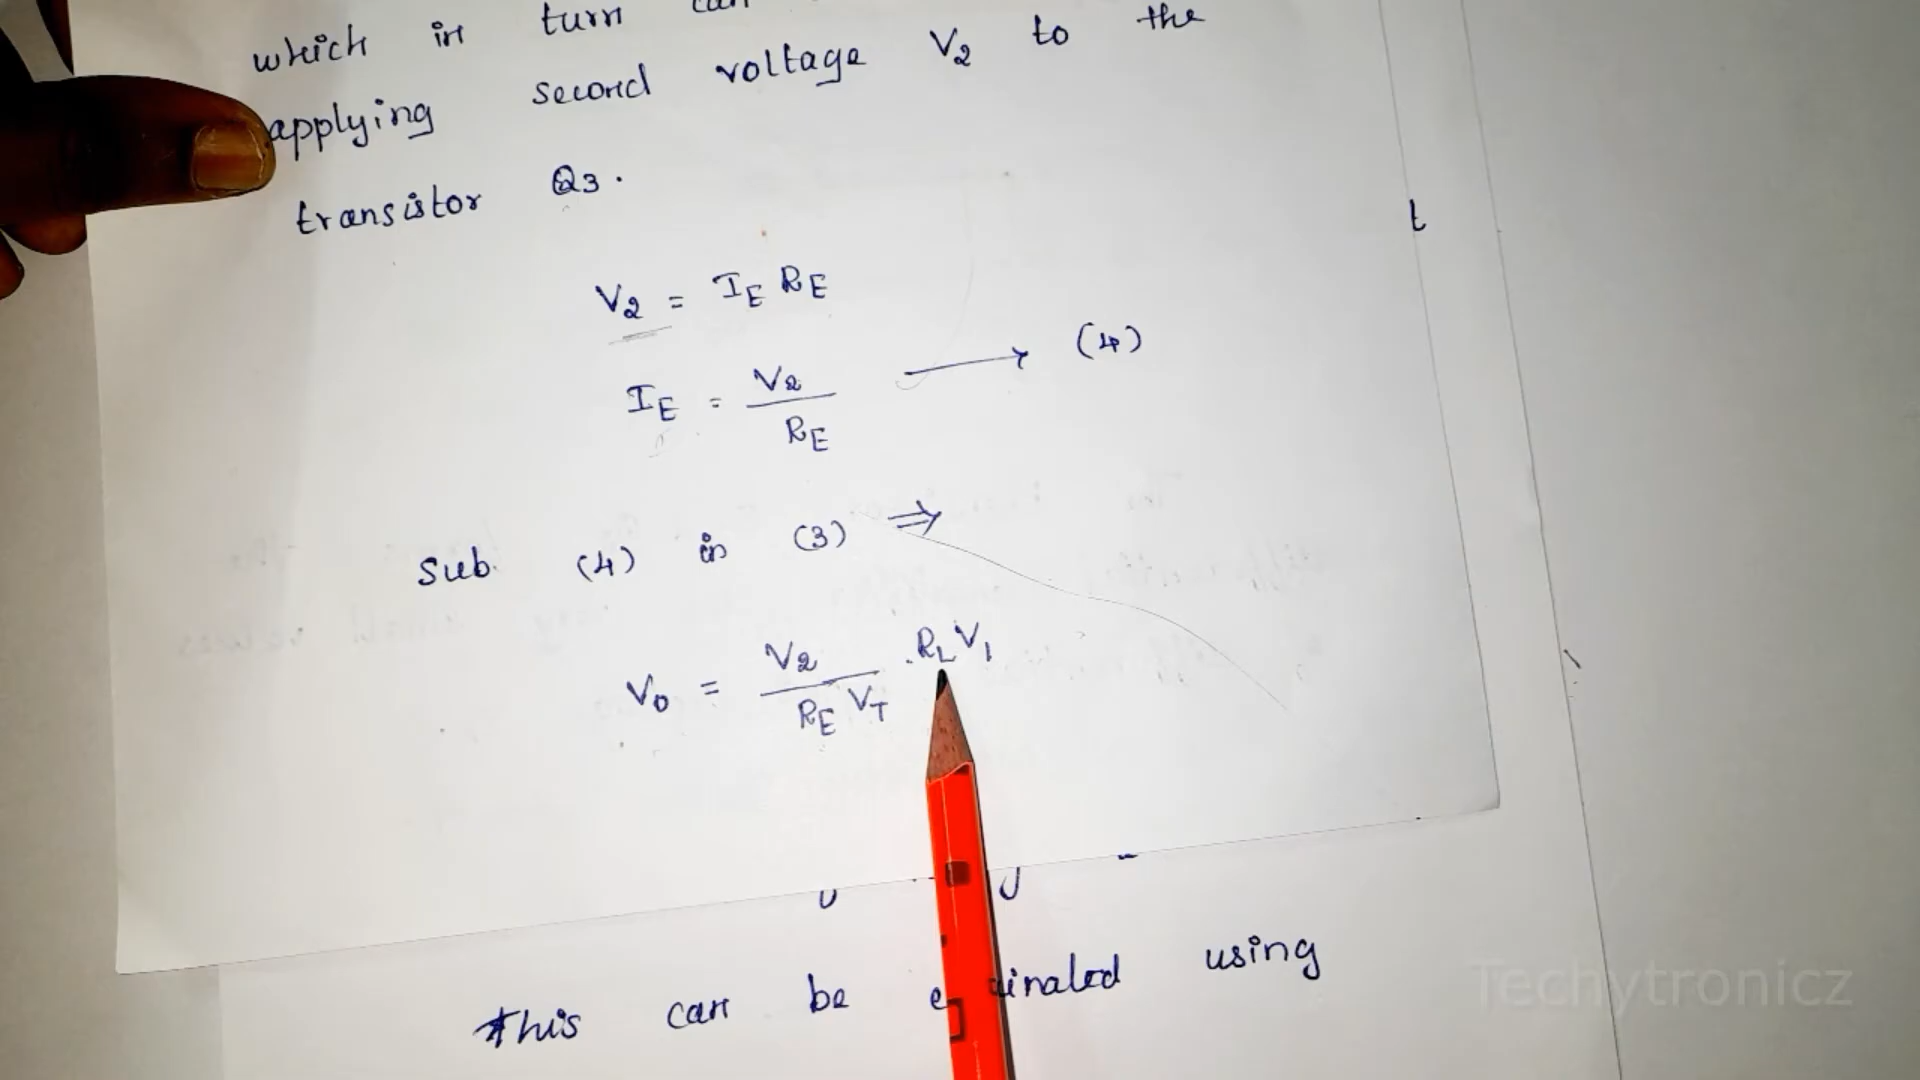 which in turn
applying second voltage V2 to the
transistor Q3.
t
V2 = IE RE
IE = V2 / RE → (4)
Sub. (4) in (3) ⇒
V0 = V2 / RE VT . RL V1
This can be using
Techytronicz